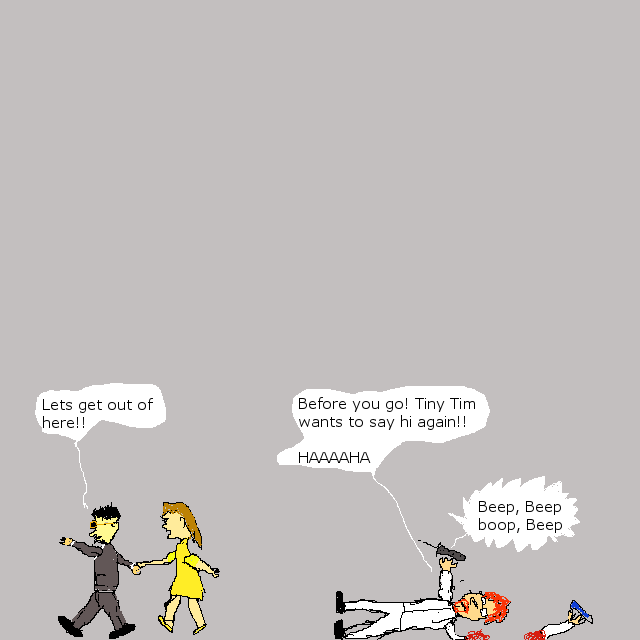 Lets get out of
here!!
Before you go! Tiny Tim
wants to say hi again!!
HAAAAHA
Beep, Beep
boop, Beep